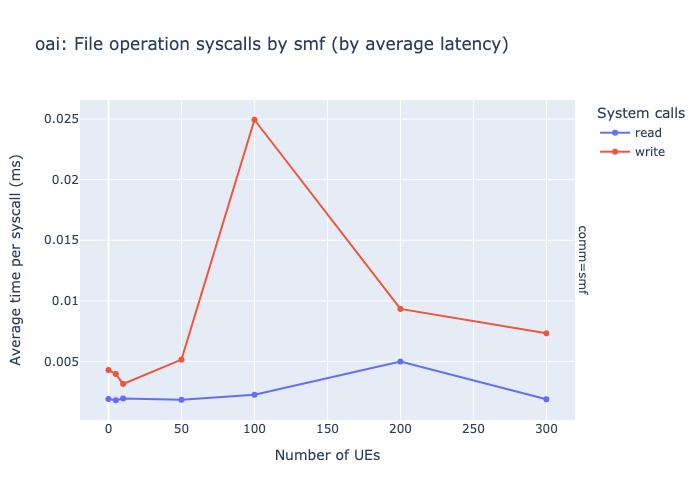 oai: File operation syscalls by smf (by average latency)
System calls
read
write
Average time per syscall (ms)
0.025
0.02
0.015
0.01
0.005
comm=smf
0
50
100
150
200
250
300
Number of UEs